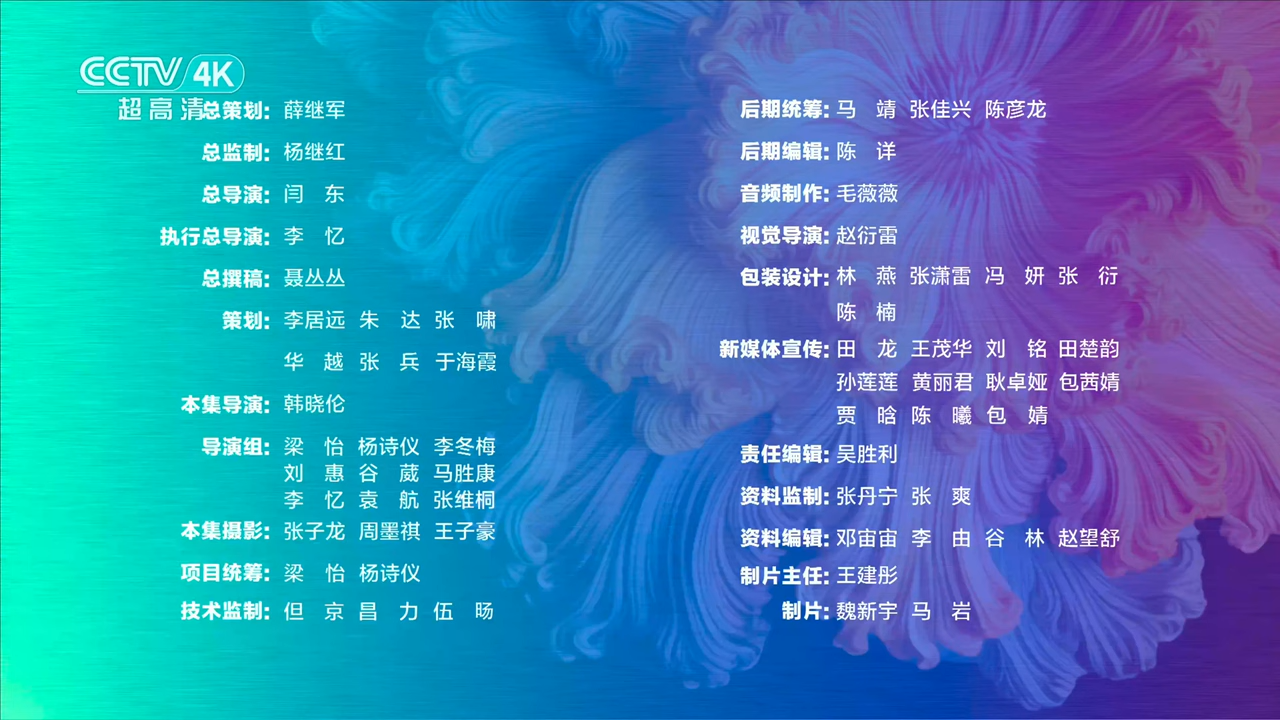 CCTV 4K
超高清
总策划: 薛继军
总监制: 杨继红
总导演: 闫 东
执行总导演: 李 忆
总撰稿: 聂丛丛
策划: 李居远 朱 达 张 啸
华 越 张 兵 于海霞
本集导演: 韩晓伦
导演组: 梁 怡 杨诗仪 李冬梅
刘 惠 谷 葳 马胜康
李 忆 袁 航 张维桐
本集摄影: 张子龙 周墨祺 王子豪
项目统筹: 梁 怡 杨诗仪
技术监制: 但 京 昌 力 伍 旸
后期统筹: 马 靖 张佳兴 陈彦龙
后期编辑: 陈 详
音频制作: 毛薇薇
视觉导演: 赵衍雷
包装设计: 林 燕 张潇雷 冯 妍 张 衍
陈 楠
新媒体宣传: 田 龙 王茂华 刘 铭 田楚韵
孙莲莲 黄丽君 耿卓娅 包茜婧
贾 晗 陈 曦 包 婧
责任编辑: 吴胜利
资料监制: 张丹宁 张 爽
资料编辑: 邓宙宙 李 由 谷 林 赵望舒
制片主任: 王建彤
制片: 魏新宇 马 岩